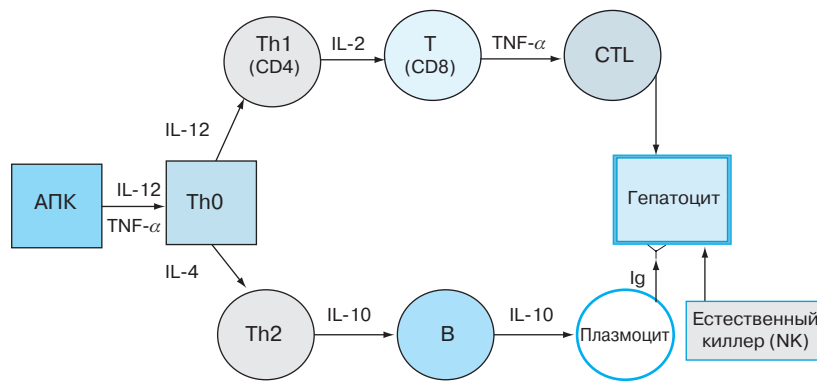 Th1
(CD4)
IL-2
T
(CD8)
TNF-α
CTL
IL-12
АПК
IL-12
TNF-α
Th0
Гепатоцит
IL-4
Ig
Th2
IL-10
B
IL-10
Плазмоцит
Естественный
киллер (NK)